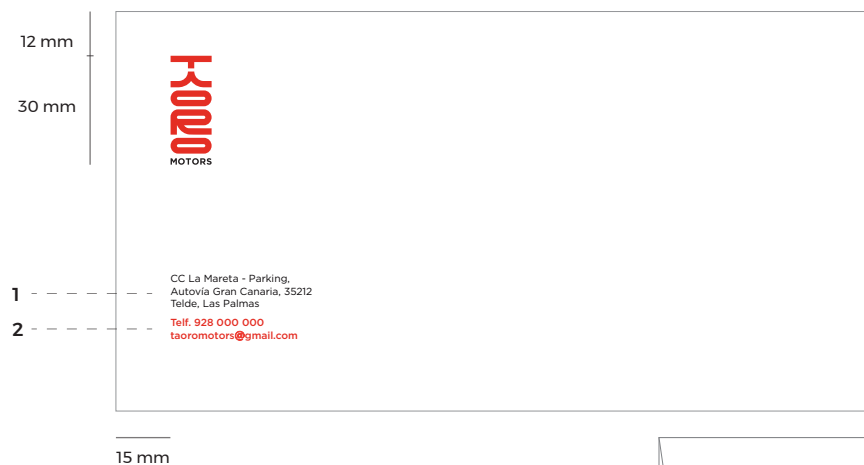 12 mm
30 mm
TAORO
MOTORS
1
CC La Mareta - Parking,
Autovía Gran Canaria, 35212
Telde, Las Palmas
2
Telf. 928 000 000
taoromotors@gmail.com
15 mm